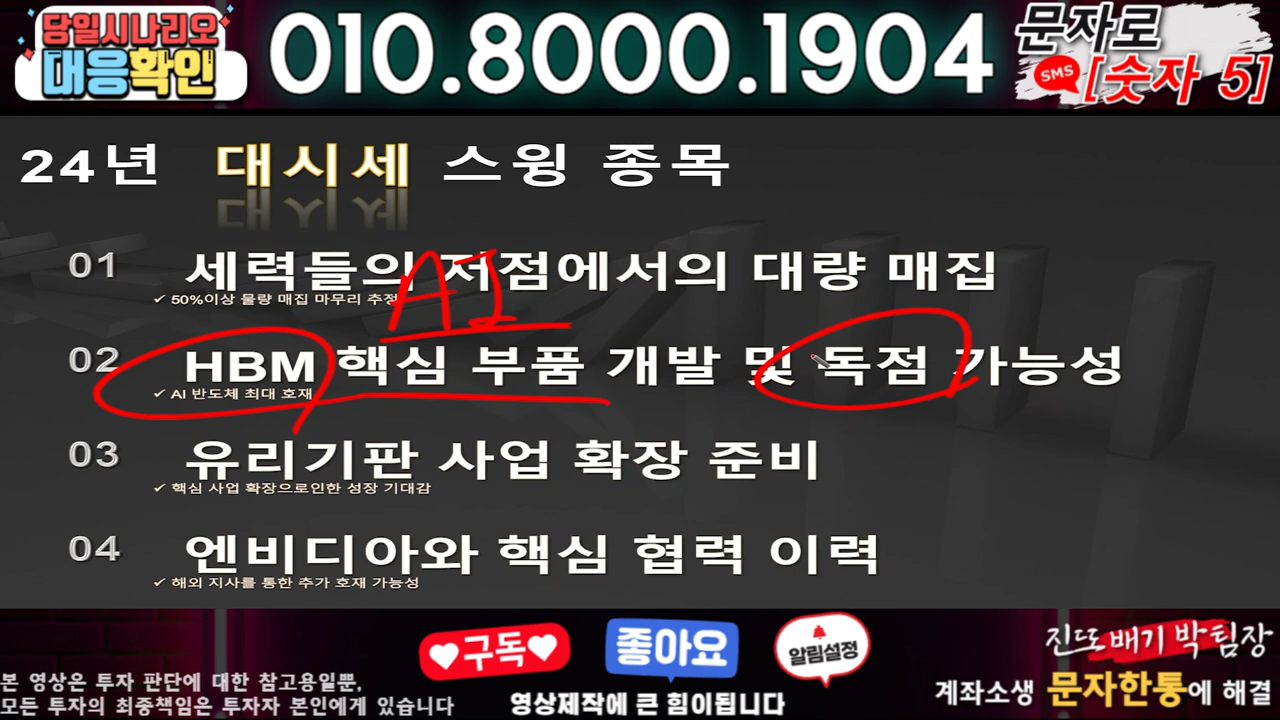 당일시나리오
대응확인
010.8000.1904
문자로
SMS [숫자 5]
24년 대시세 스윙 종목
01 세력들의 저점에서의 대량 매집
✓ 50%이상 물량 매집 마무리 추정
AI
02 HBM 핵심 부품 개발 및 독점 가능성
✓ AI 반도체 최대 호재
03 유리기판 사업 확장 준비
✓ 핵심 사업 확장으로인한 성장 기대감
04 엔비디아와 핵심 협력 이력
✓ 해외 지사를 통한 추가 호재 가능성
구독
좋아요
알림설정
영상제작에 큰 힘이됩니다
본 영상은 투자 판단에 대한 참고용일뿐,
모든 투자의 최종책임은 투자자 본인에게 있습니다
진또배기 박팀장
계좌소생 문자한통에 해결